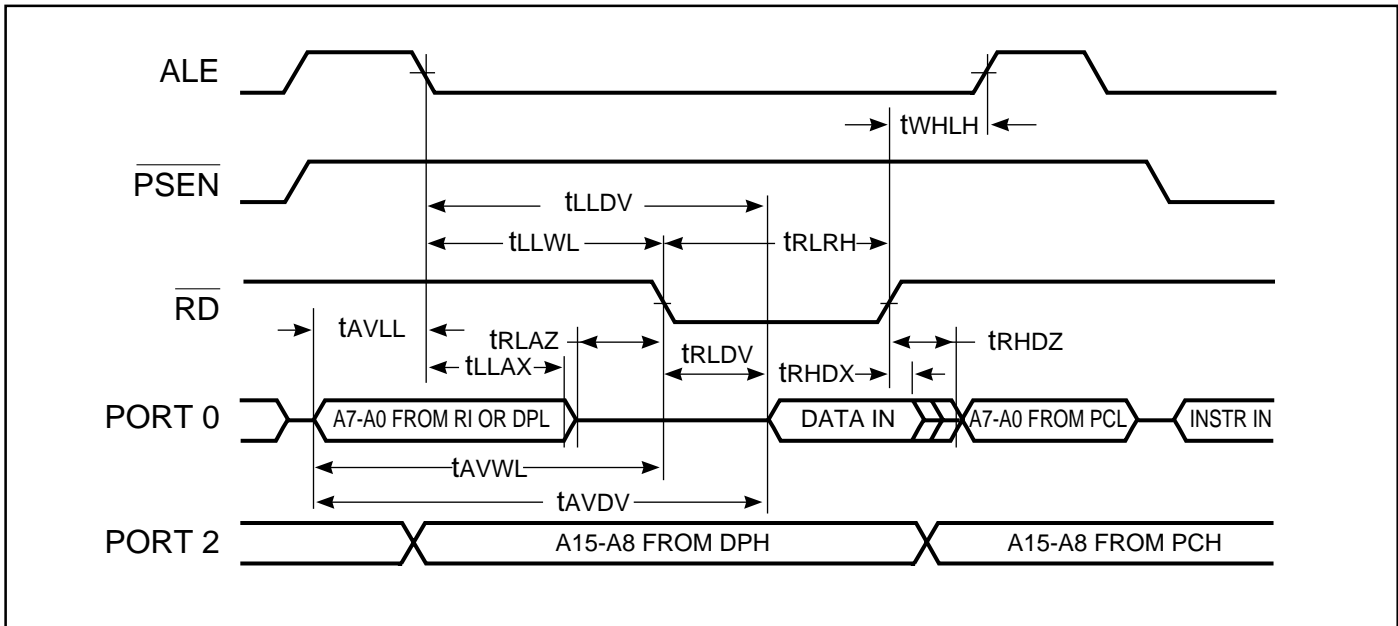 ALE
tWHLH
PSEN
tLLDV
tLLWL
tRLRH
RD
tAVLL
tRLAZ
tRLDV
tRHDZ
tLLAX
tRHDX
PORT 0
A7-A0 FROM RI OR DPL
DATA IN
A7-A0 FROM PCL
INSTR IN
tAVWL
tAVDV
PORT 2
A15-A8 FROM DPH
A15-A8 FROM PCH